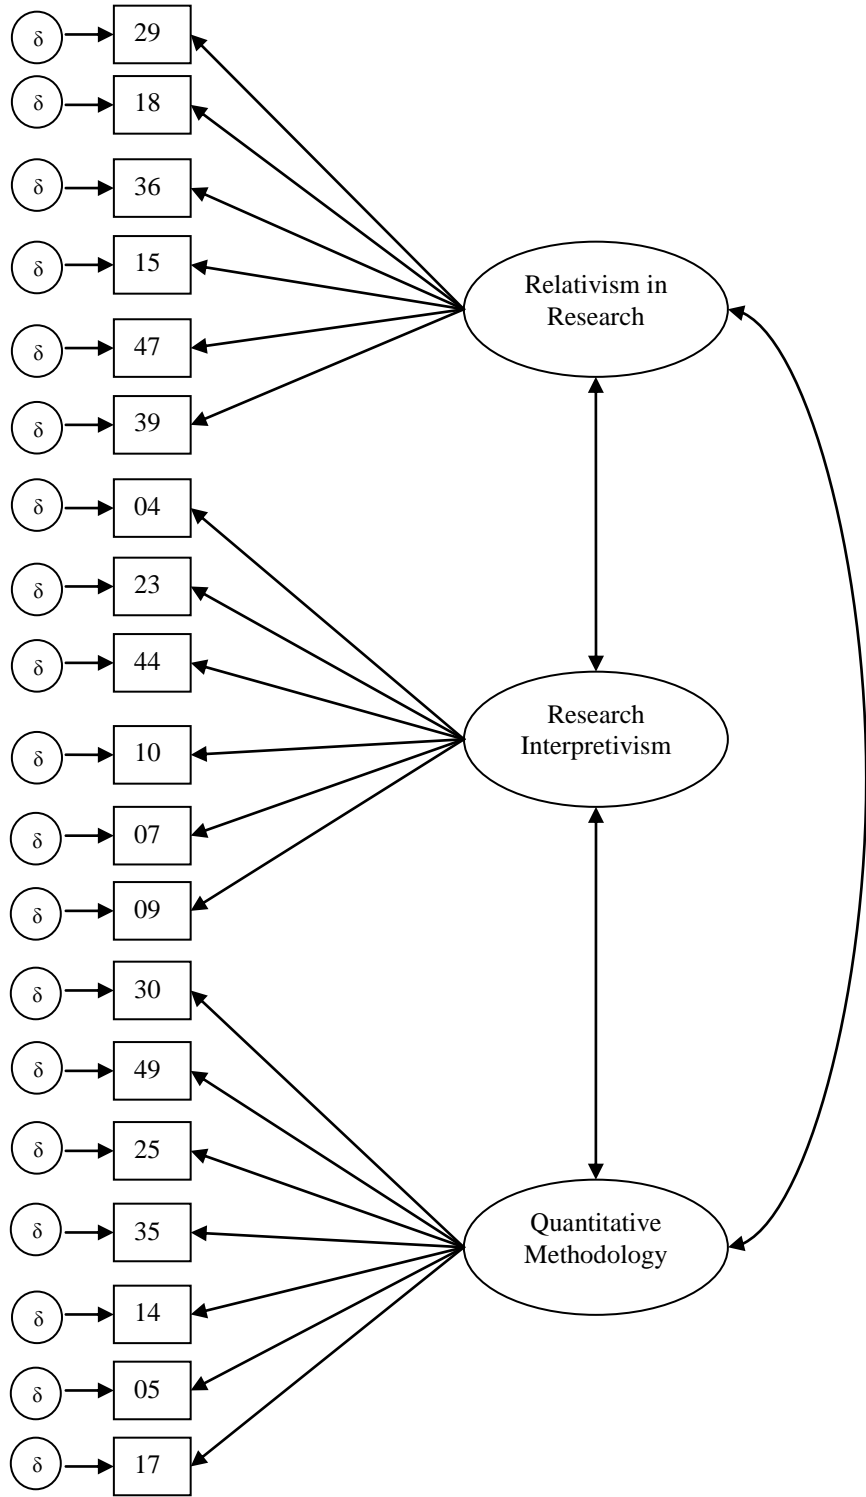 δ 29
δ 18
δ 36
δ 15
δ 47
δ 39
Relativism in
Research
δ 04
δ 23
δ 44
δ 10
δ 07
δ 09
Research
Interpretivism
δ 30
δ 49
δ 25
δ 35
δ 14
δ 05
δ 17
Quantitative
Methodology